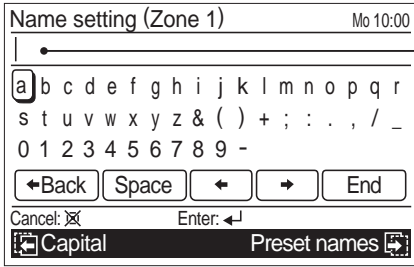 Name setting (Zone 1) Mo 10:00
a b c d e f g h i j k l m n o p q r
s t u v w x y z & ( ) + ; : . , / _
0 1 2 3 4 5 6 7 8 9 -
←Back Space ← → End
Cancel: Enter: ↵
Capital Preset names